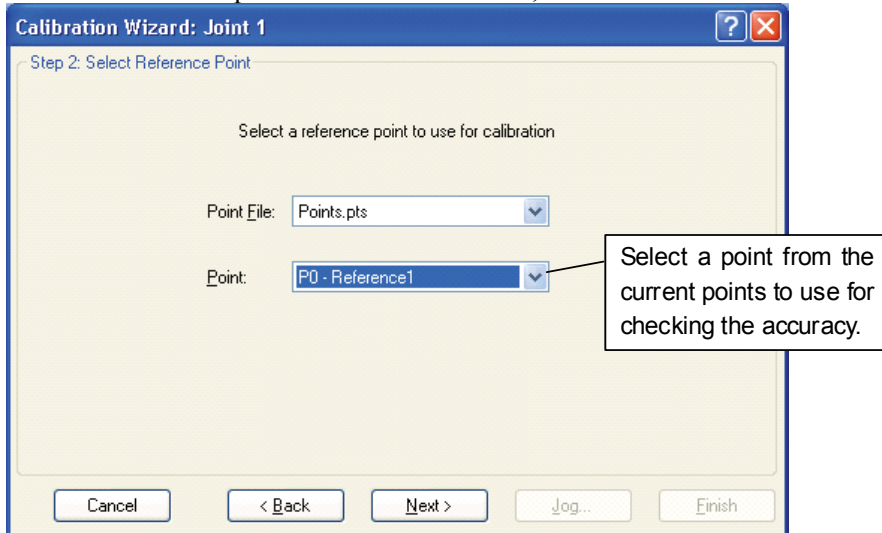 Calibration Wizard: Joint 1
Step 2: Select Reference Point
Select a reference point to use for calibration
Point File: Points.pts
Point: P0 - Reference1
Select a point from the
current points to use for
checking the accuracy.
Cancel < Back Next > Jog... Finish